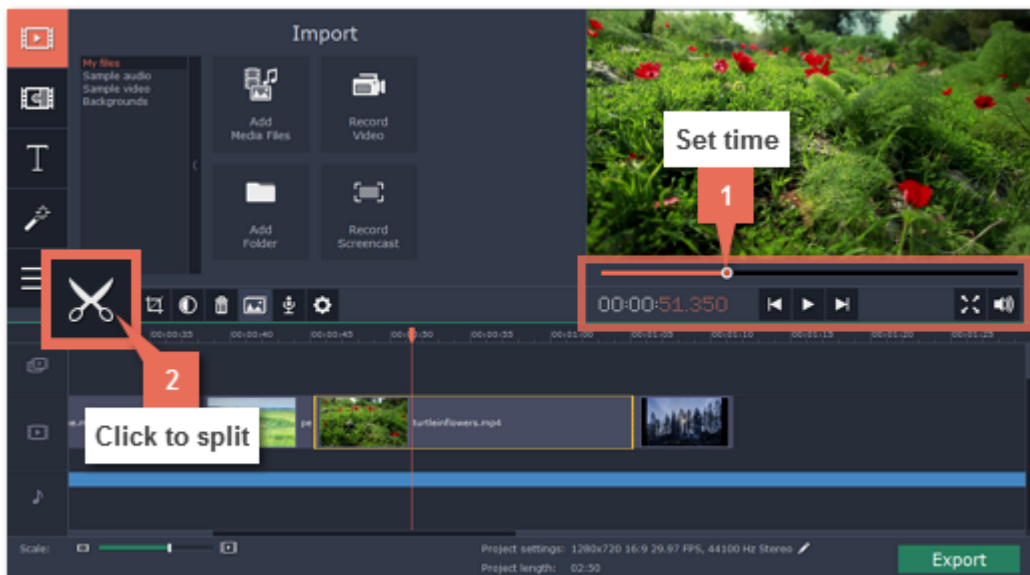 Import
My files
Sample audio
Sample video
Backgrounds
Add
Media Files
Record
Video
Add
Folder
Record
Screencast
T
Set time
1
00:00:51.350
2
Click to split
00:00:35
00:00:40
00:00:45
00:00:55
00:01:00
00:01:05
00:01:10
00:01:15
00:01:20
00:01:25
pe
turtleinflowers.mp4
Scale:
Project settings: 1280x720 16:9 29.97 FPS, 44100 Hz Stereo
Project length: 02:50
Export